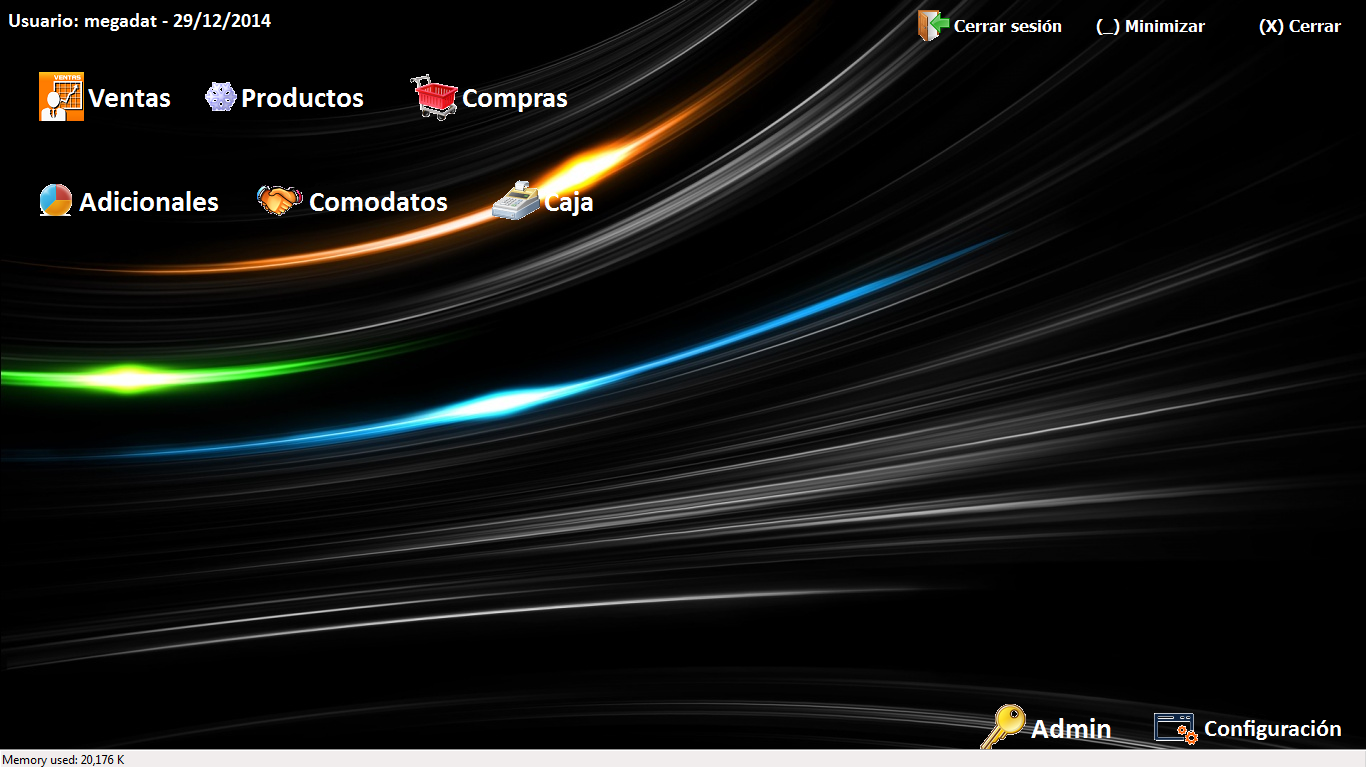 Usuario: megadat - 29/12/2014
Cerrar sesión (_) Minimizar (X) Cerrar
VENTAS
Ventas Productos Compras
Adicionales Comodatos Caja
Admin Configuración
Memory used: 20,176 K